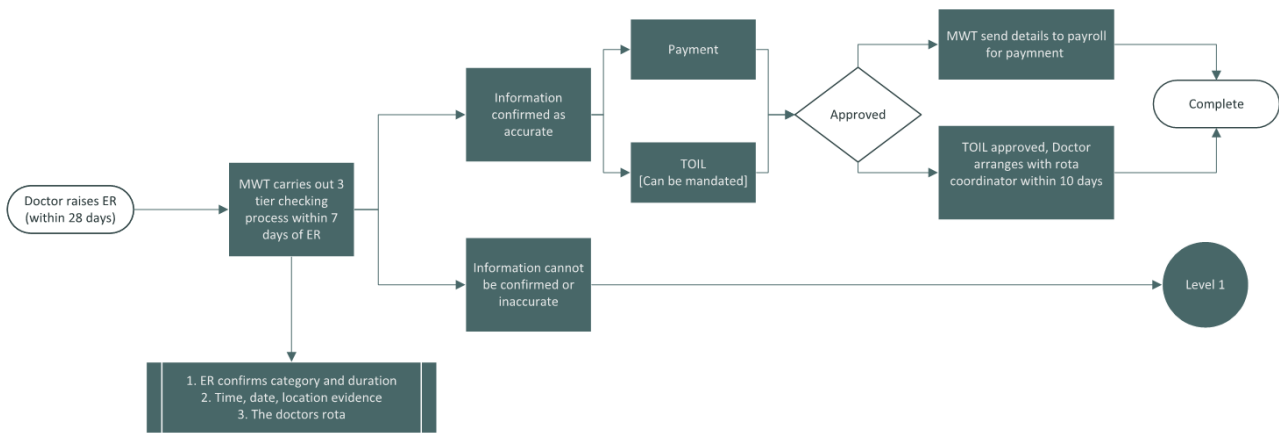 Doctor raises ER
(within 28 days)
MWT carries out 3
tier checking
process within 7
days of ER
1. ER confirms category and duration
2. Time, date, location evidence
3. The doctors rota
Information
confirmed as
accurate
Information cannot
be confirmed or
inaccurate
Payment
TOIL
[Can be mandated]
Approved
MWT send details to payroll
for paymnent
TOIL approved, Doctor
arranges with rota
coordinator within 10 days
Complete
Level 1